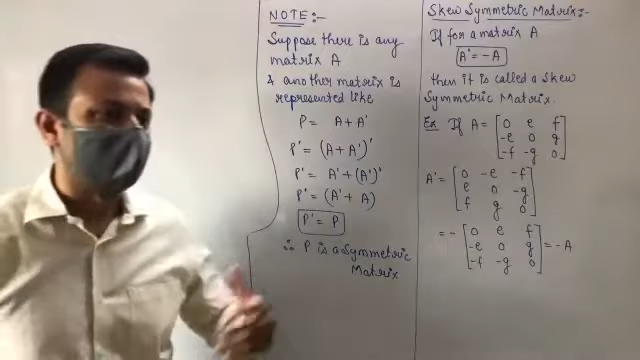 NOTE:-
Suppose there is any
matrix A
& another matrix is
represented like
P = A + A'
P' = (A + A')'
P' = A' + (A')'
P' = (A' + A)
P' = P
∴ P is a Symmetric
Matrix
Skew Symmetric Matrix:-
If for a matrix A
A' = -A
then it is called a Skew
Symmetric Matrix.
Ex If A = [0 e f
-e 0 g
-f -g 0]
A' = [0 -e -f
e 0 -g
f g 0]
= - [0 e f
-e 0 g
-f -g 0] = -A